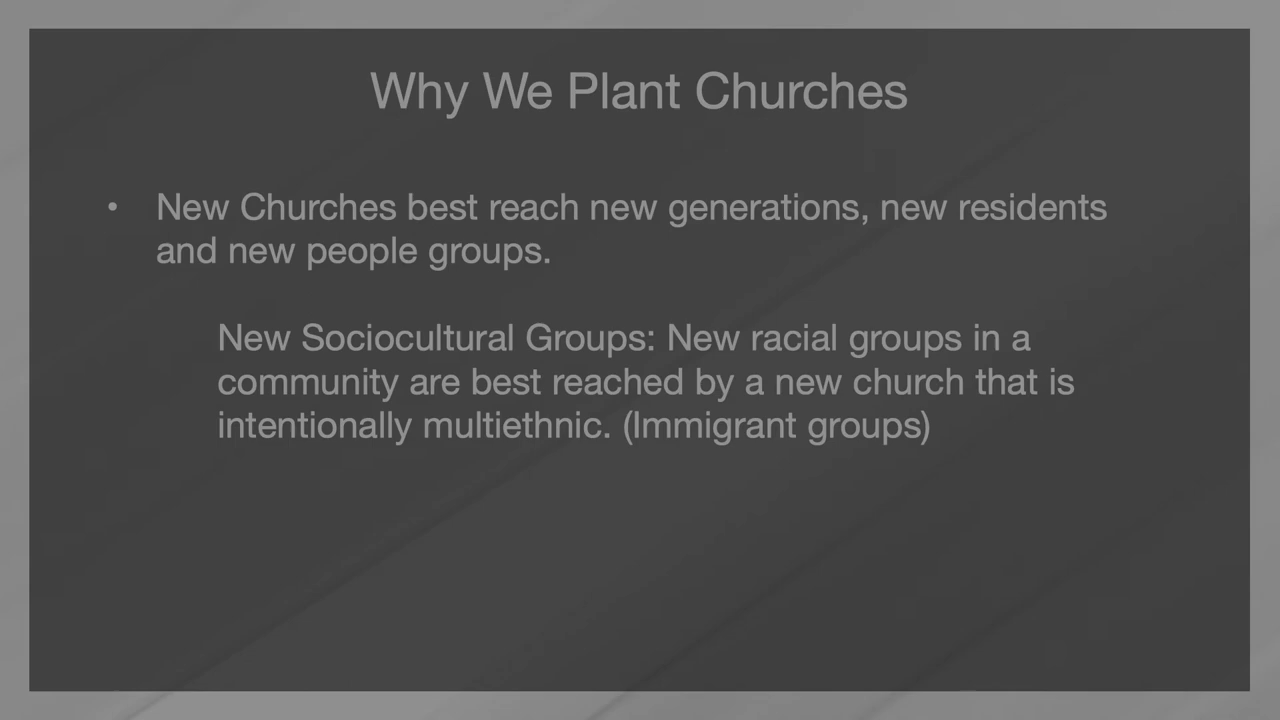 Why We Plant Churches
• New Churches best reach new generations, new residents
and new people groups.
New Sociocultural Groups: New racial groups in a
community are best reached by a new church that is
intentionally multiethnic. (Immigrant groups)